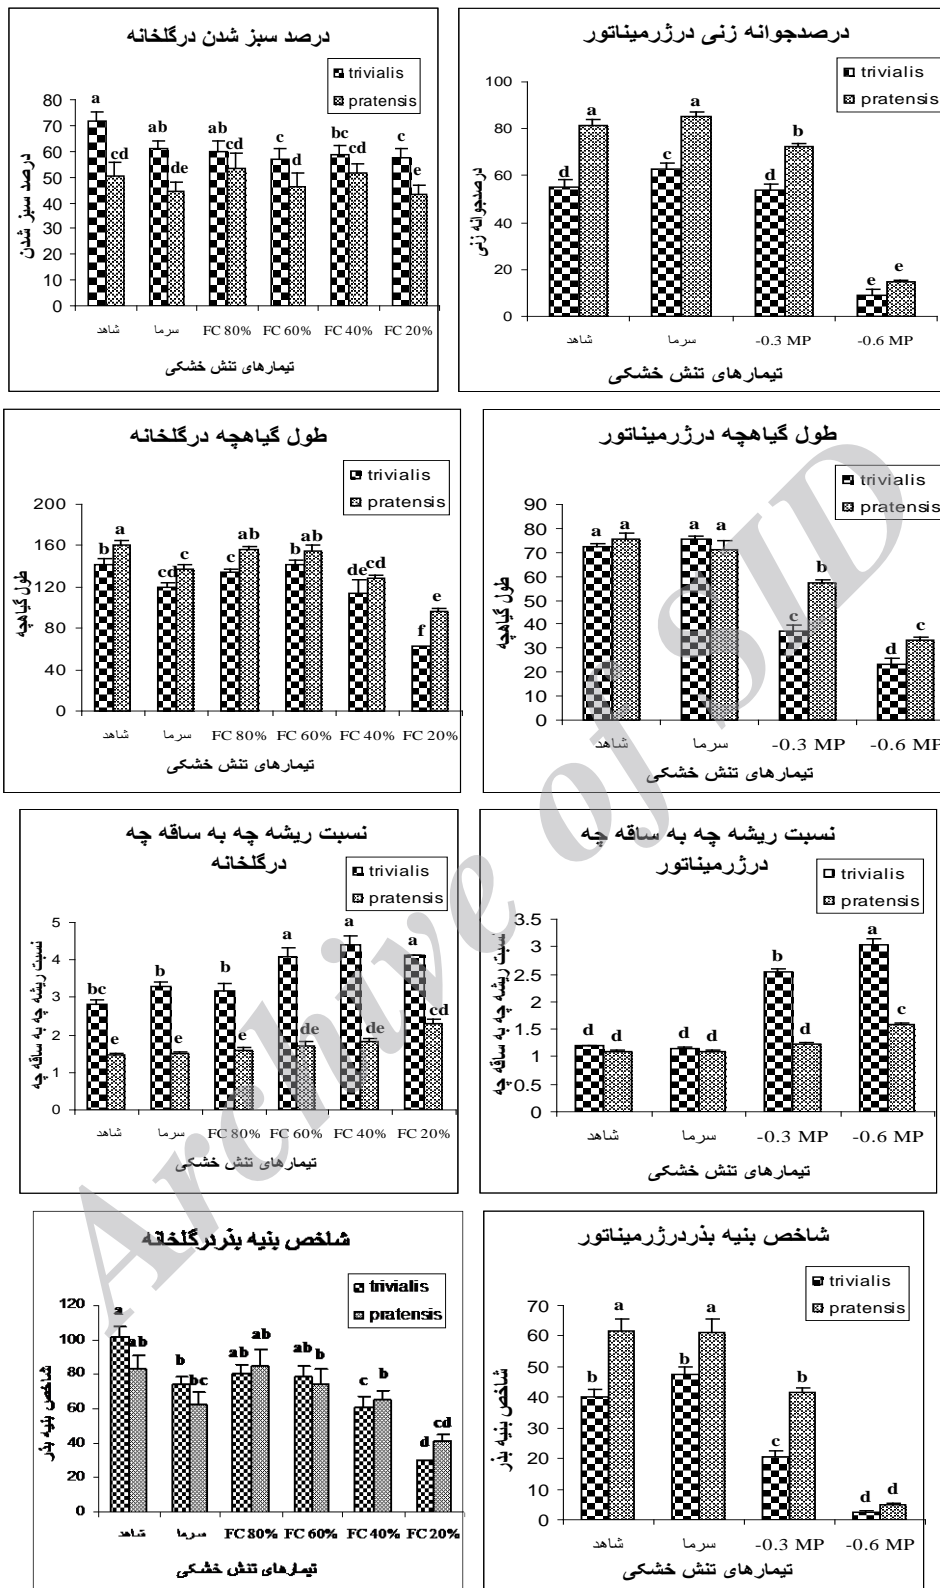 درصد سبز شدن درگلخانه
trivialis
pratensis
درصد سبز شدن
80
70
60
50
40
30
20
10
0
a
cd
ab
de
ab
cd
c
d
bc
cd
c
e
شاهد
سرما
FC 80%
FC 60%
FC 40%
FC 20%
تیمارهای تنش خشکی
درصدجوانه زنی درژرمیناتور
trivialis
pratensis
درصدجوانه زنی
100
80
60
40
20
0
d
a
c
a
d
b
e
e
شاهد
سرما
-0.3 MP
-0.6 MP
تیمارهای تنش خشکی
طول گیاهچه درگلخانه
trivialis
pratensis
طول گیاهچه
200
160
120
80
40
0
b
a
cd
c
c
ab
b
ab
de
cd
f
e
شاهد
سرما
FC 80%
FC 60%
FC 40%
FC 20%
تیمارهای تنش خشکی
طول گیاهچه درژرمیناتور
trivialis
pratensis
طول گیاهچه
90
80
70
60
50
40
30
20
10
0
a
a
a
a
c
b
d
c
شاهد
سرما
-0.3 MP
-0.6 MP
تیمارهای تنش خشکی
نسبت ریشه چه به ساقه چه
درگلخانه
trivialis
pratensis
نسبت ریشه چه به ساقه چه
5
4
3
2
1
0
bc
e
b
e
b
e
a
de
a
de
a
cd
شاهد
سرما
FC 80%
FC 60%
FC 40%
FC 20%
تیمارهای تنش خشکی
نسبت ریشه چه به ساقه چه
درژرمیناتور
trivialis
pratensis
نسبت ریشه چه به ساقه چه
3.5
3
2.5
2
1.5
1
0.5
0
d
d
d
d
b
d
a
c
شاهد
سرما
-0.3 MP
-0.6 MP
تیمارهای تنش خشکی
شاخص بنیه بذردرگلخانه
trivialis
pratensis
شاخص بنیه بذر
120
100
80
60
40
20
0
a
ab
b
bc
ab
ab
ab
b
c
b
d
cd
شاهد
سرما
FC 80%
FC 60%
FC 40%
FC 20%
تیمارهای تنش خشکی
شاخص بنیه بذردرژرمیناتور
trivialis
pratensis
شاخص بنیه بذر
70
60
50
40
30
20
10
0
b
a
b
a
c
b
d
d
شاهد
سرما
-0.3 MP
-0.6 MP
تیمارهای تنش خشکی
Archive of SID